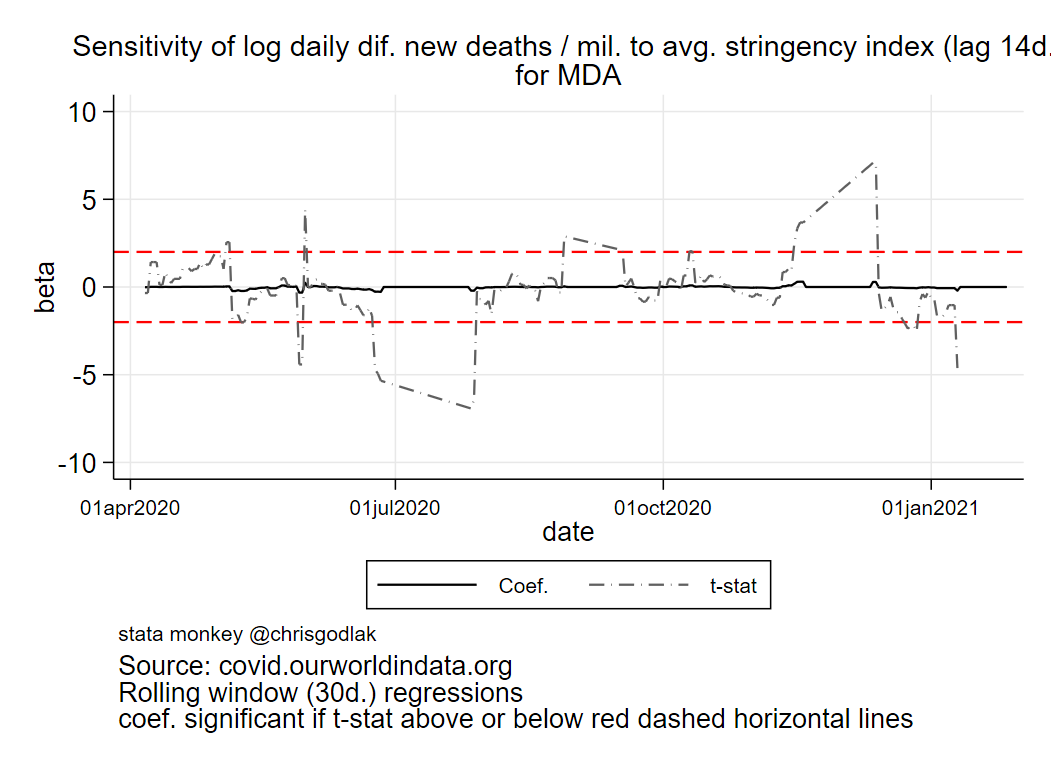 Sensitivity of log daily dif. new deaths / mil. to avg. stringency index (lag 14d.
for MDA
10
5
0
-5
-10
beta
01apr2020
01jul2020
01oct2020
01jan2021
date
Coef.
t-stat
stata monkey @chrisgodlak
Source: covid.ourworldindata.org
Rolling window (30d.) regressions
coef. significant if t-stat above or below red dashed horizontal lines